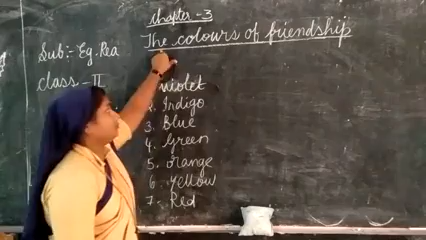 Chapter - 3
The colours of friendship
Sub:- Eg. Rea
class - II
violet
2. Indigo
3. Blue
4. Green
5. orange
6. yellow
7- Red